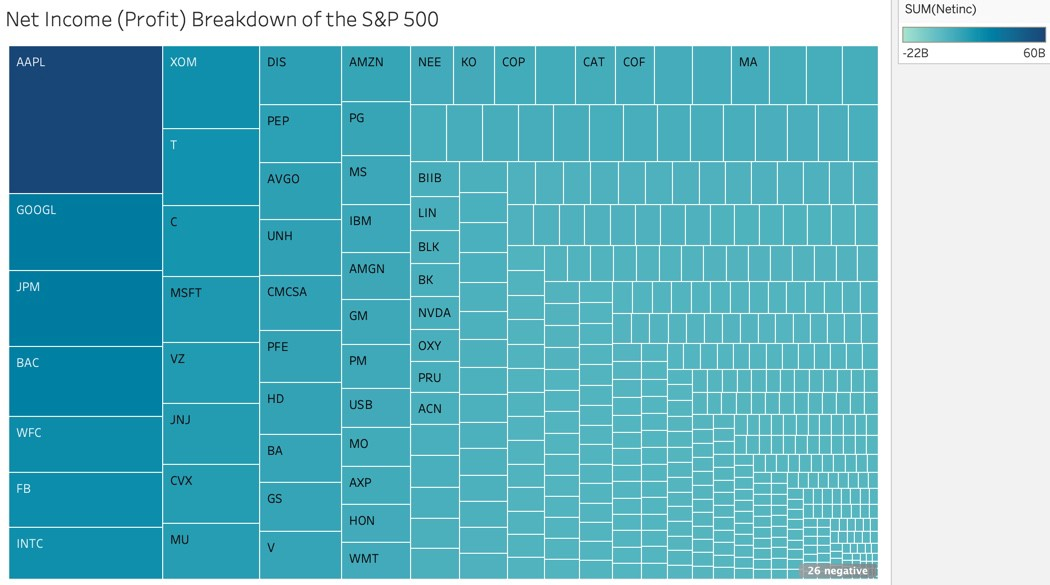 Net Income (Profit) Breakdown of the S&P 500
SUM(Netinc)
-22B 60B
AAPL
GOOGL
JPM
BAC
WFC
FB
INTC
XOM
T
C
MSFT
VZ
JNJ
CVX
MU
DIS
PEP
AVGO
UNH
CMCSA
PFE
HD
BA
GS
V
AMZN
PG
MS
IBM
AMGN
GM
PM
USB
MO
AXP
HON
WMT
NEE
KO
COP
CAT
COF
MA
BIIB
LIN
BLK
BK
NVDA
OXY
PRU
ACN
26 negative